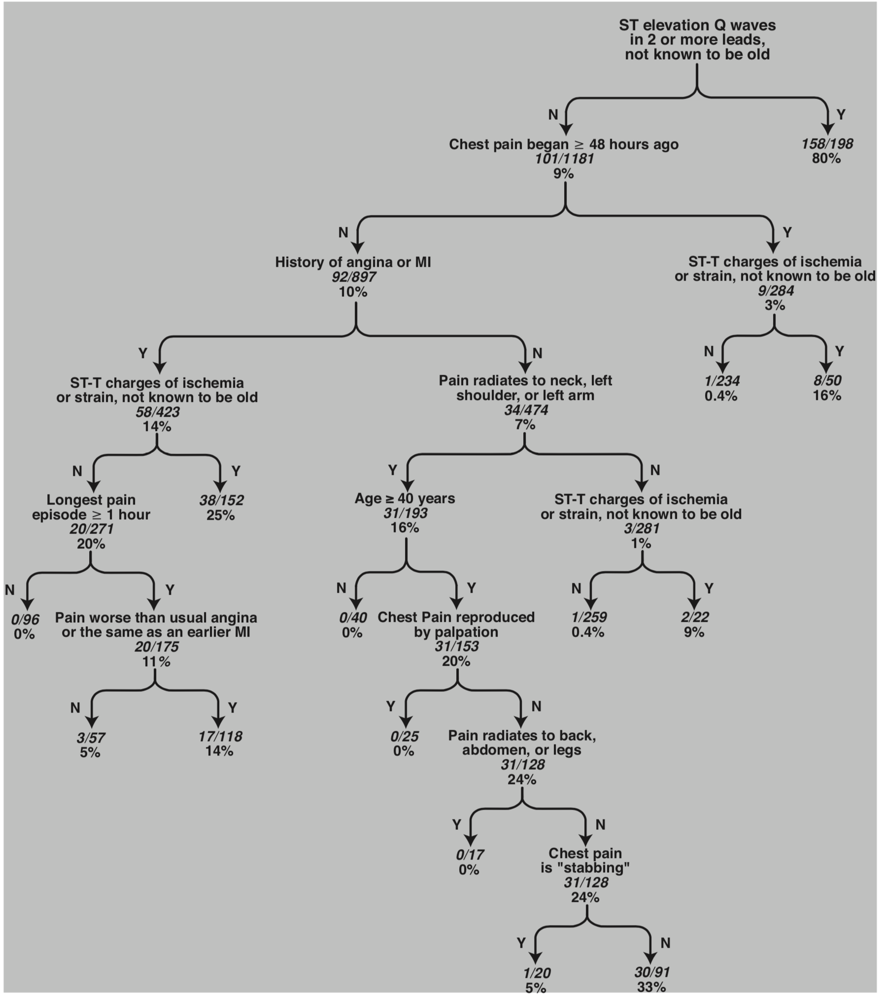 ST elevation Q waves
in 2 or more leads,
not known to be old
N
Y
Chest pain began ≥ 48 hours ago
101/1181
9%
158/198
80%
N
Y
History of angina or MI
92/897
10%
ST-T charges of ischemia
or strain, not known to be old
9/284
3%
Y
N
N
Y
ST-T charges of ischemia
or strain, not known to be old
58/423
14%
Pain radiates to neck, left
shoulder, or left arm
34/474
7%
1/234
0.4%
8/50
16%
N
Y
Y
N
Longest pain
episode ≥ 1 hour
20/271
20%
38/152
25%
Age ≥ 40 years
31/193
16%
ST-T charges of ischemia
or strain, not known to be old
3/281
1%
N
Y
N
Y
N
Y
0/96
0%
Pain worse than usual angina
or the same as an earlier MI
20/175
11%
0/40
0%
Chest Pain reproduced
by palpation
31/153
20%
1/259
0.4%
2/22
9%
N
Y
Y
N
3/57
5%
17/118
14%
0/25
0%
Pain radiates to back,
abdomen, or legs
31/128
24%
Y
N
0/17
0%
Chest pain
is "stabbing"
31/128
24%
Y
N
1/20
5%
30/91
33%